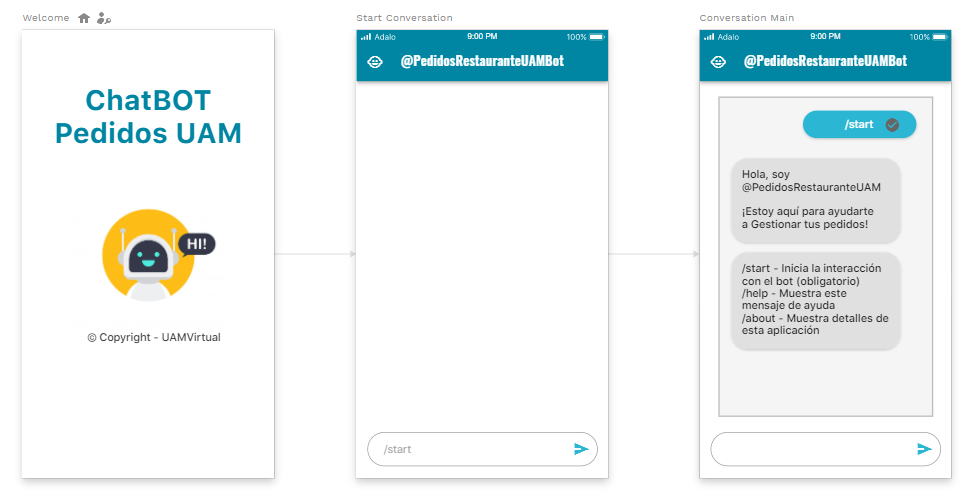 Welcome
ChatBOT
Pedidos UAM
HI!
© Copyright - UAMVirtual
Start Conversation
Adalo
9:00 PM
100%
@PedidosRestauranteUAMBot
/start
Conversation Main
Adalo
9:00 PM
100%
@PedidosRestauranteUAMBot
/start
Hola, soy
@PedidosRestauranteUAM
¡Estoy aquí para ayudarte
a Gestionar tus pedidos!
/start - Inicia la interacción
con el bot (obligatorio)
/help - Muestra este
mensaje de ayuda
/about - Muestra detalles de
esta aplicación